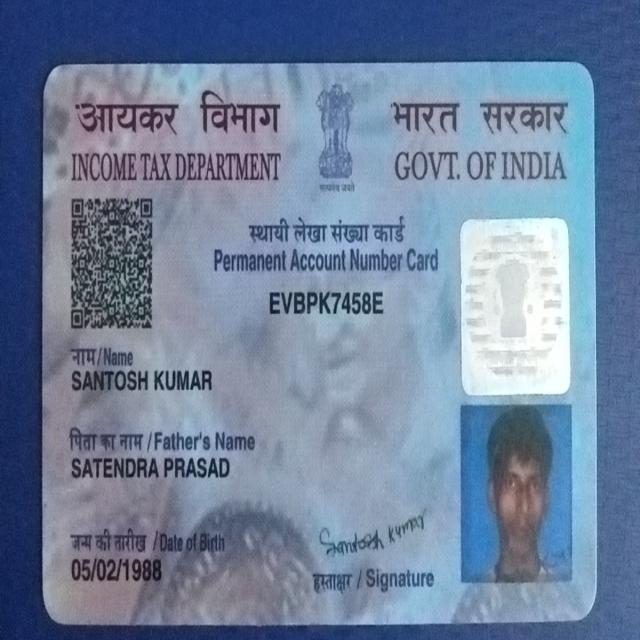 आयकर विभाग
INCOME TAX DEPARTMENT
सत्यमेव जयते
भारत सरकार
GOVT. OF INDIA
स्थायी लेखा संख्या कार्ड
Permanent Account Number Card
EVBPK7458E
नाम/Name
SANTOSH KUMAR
पिता का नाम/Father's Name
SATENDRA PRASAD
जन्म की तारीख /Date of Birth
05/02/1988
Santosh Kumar
हस्ताक्षर/Signature